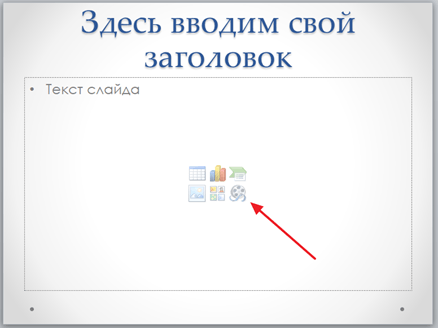 Здесь вводим свой
заголовок
• Текст слайда